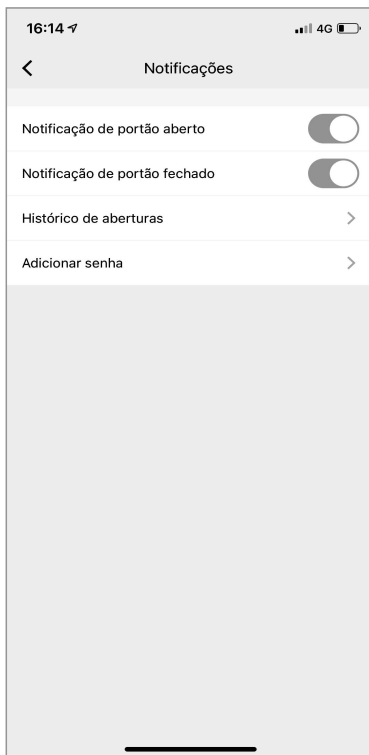 16:14
4G
Notificações
Notificação de portão aberto
Notificação de portão fechado
Histórico de aberturas
Adicionar senha